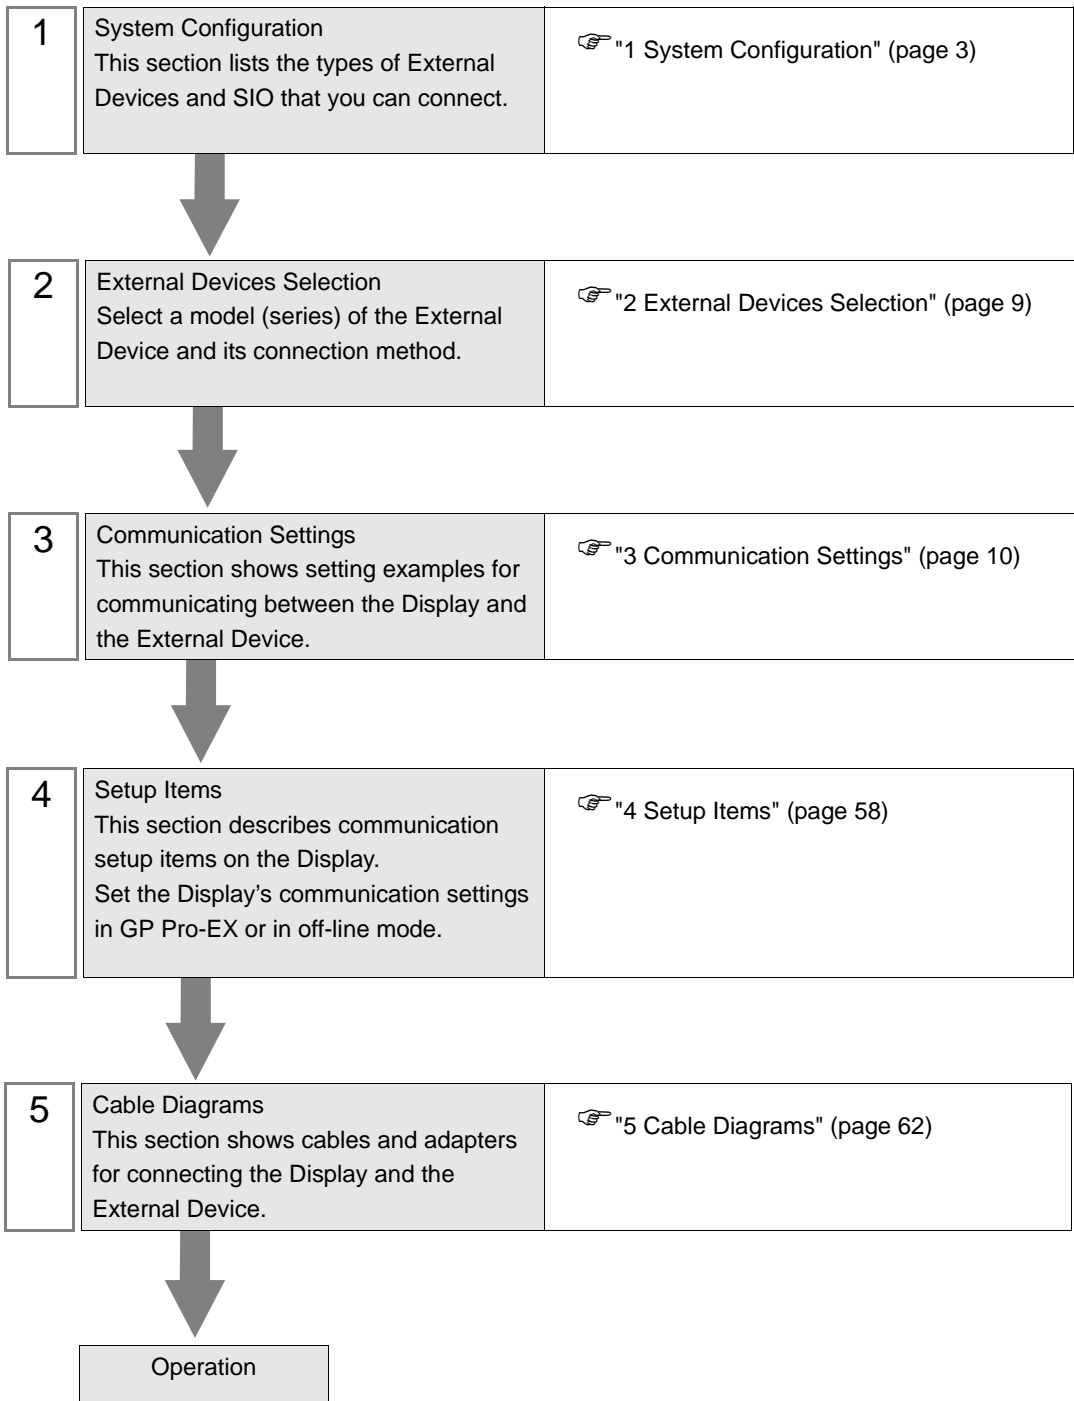 1
System Configuration
This section lists the types of External
Devices and SIO that you can connect.
"1 System Configuration" (page 3)
2
External Devices Selection
Select a model (series) of the External
Device and its connection method.
"2 External Devices Selection" (page 9)
3
Communication Settings
This section shows setting examples for
communicating between the Display and
the External Device.
"3 Communication Settings" (page 10)
4
Setup Items
This section describes communication
setup items on the Display.
Set the Display’s communication settings
in GP Pro-EX or in off-line mode.
"4 Setup Items" (page 58)
5
Cable Diagrams
This section shows cables and adapters
for connecting the Display and the
External Device.
"5 Cable Diagrams" (page 62)
Operation